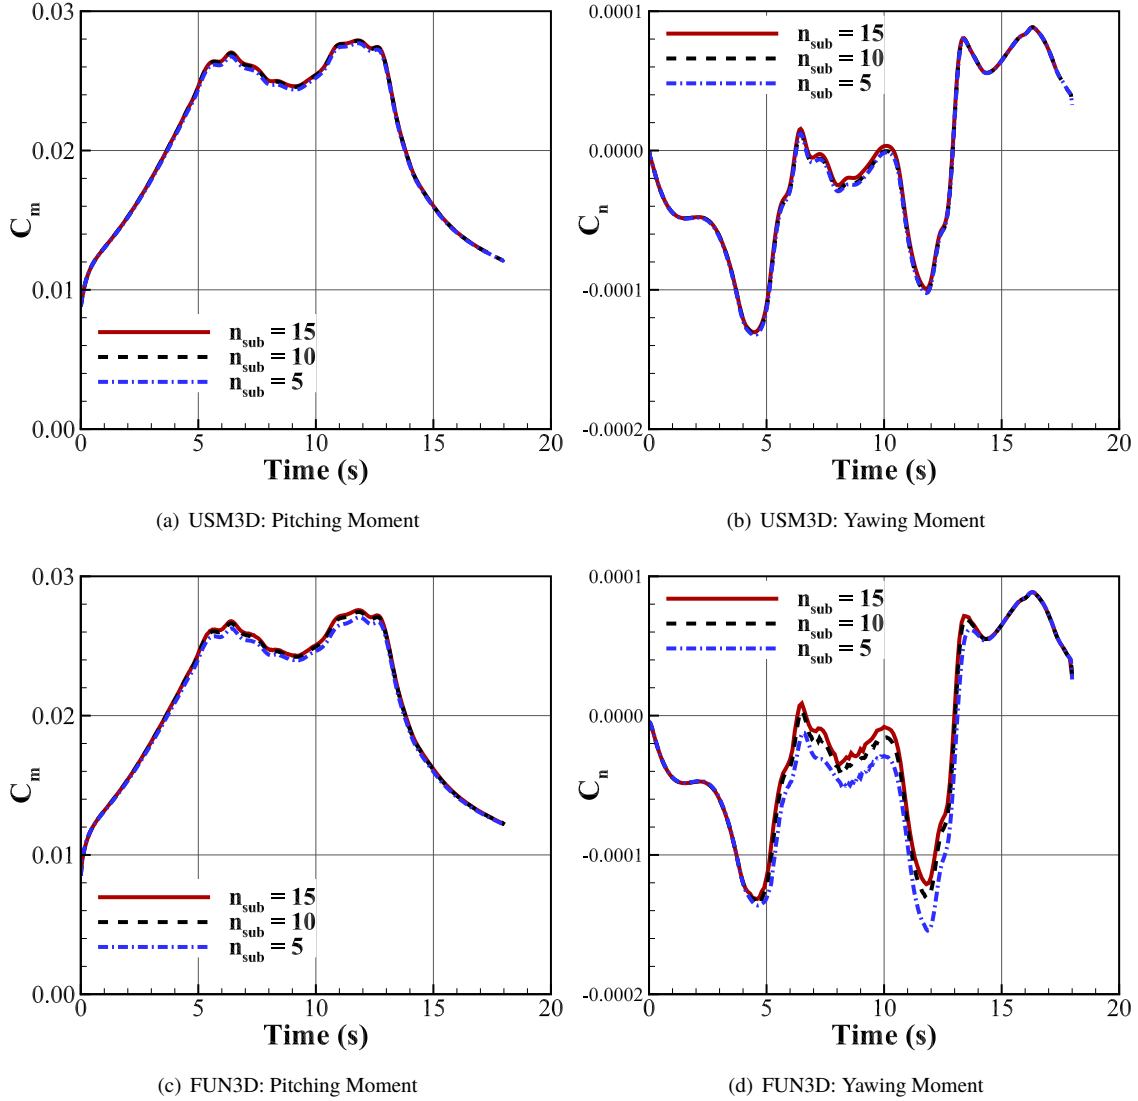 0.03
0.02
0.01
0.00
C_m
0 5 10 15 20
Time (s)
n_sub = 15
n_sub = 10
n_sub = 5
(a) USM3D: Pitching Moment
0.0001
0.0000
-0.0001
-0.0002
C_n
0 5 10 15 20
Time (s)
n_sub = 15
n_sub = 10
n_sub = 5
(b) USM3D: Yawing Moment
0.03
0.02
0.01
0.00
C_m
0 5 10 15 20
Time (s)
n_sub = 15
n_sub = 10
n_sub = 5
(c) FUN3D: Pitching Moment
0.0001
0.0000
-0.0001
-0.0002
C_n
0 5 10 15 20
Time (s)
n_sub = 15
n_sub = 10
n_sub = 5
(d) FUN3D: Yawing Moment